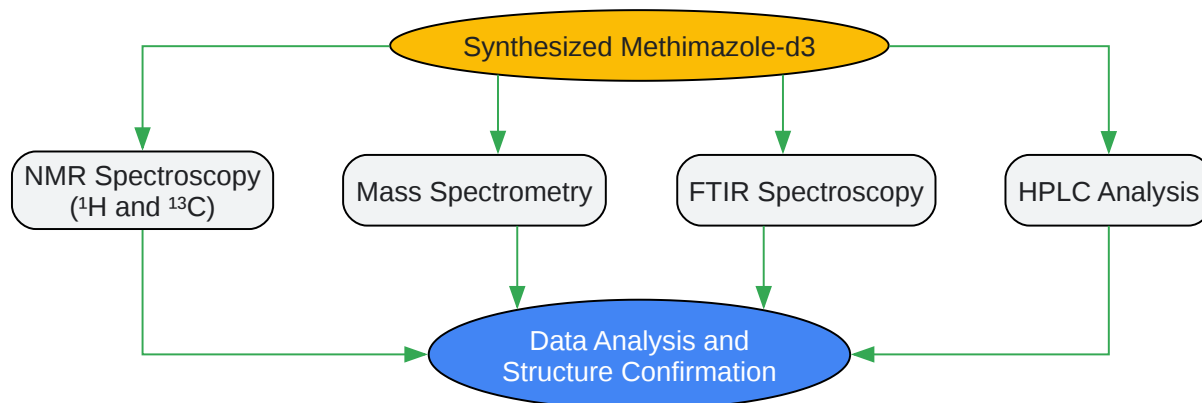 Synthesized Methimazole-d3
NMR Spectroscopy
(¹H and ¹³C)
Mass Spectrometry
FTIR Spectroscopy
HPLC Analysis
Data Analysis and
Structure Confirmation